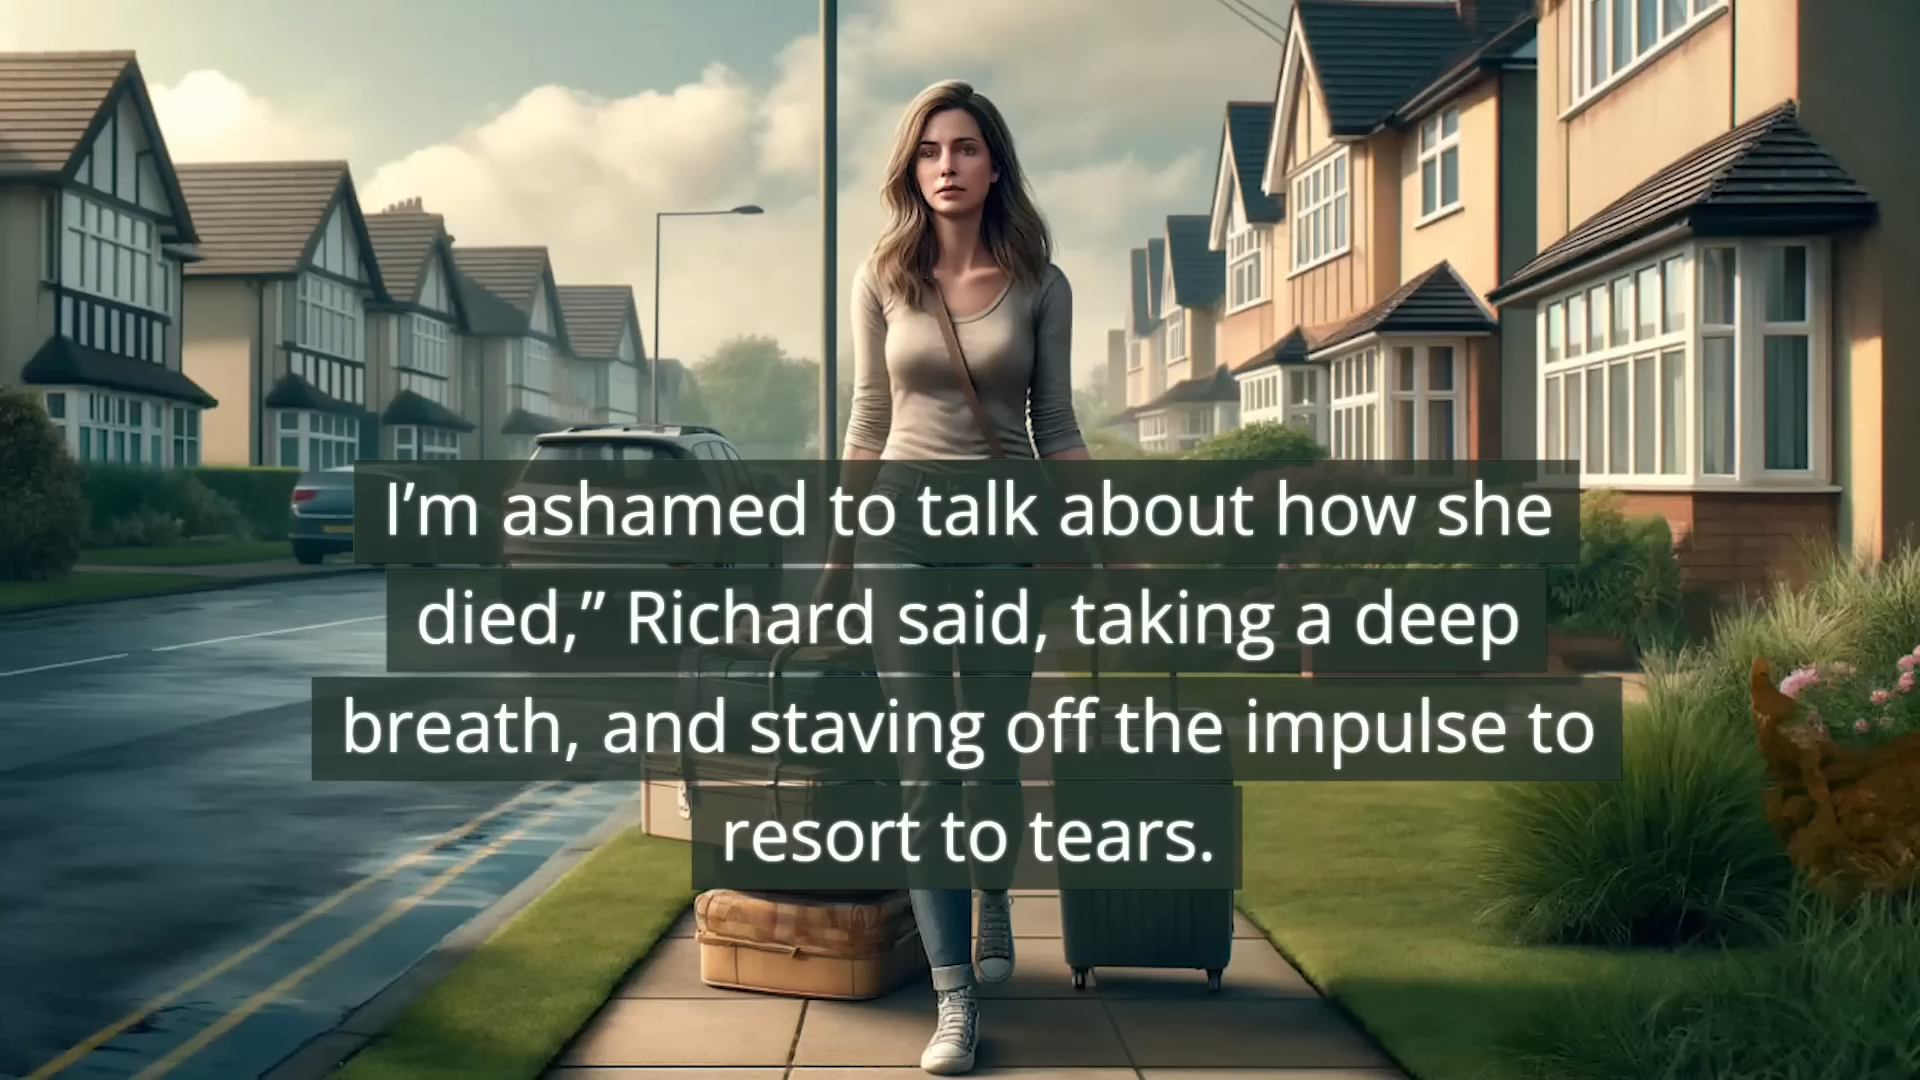 I’m ashamed to talk about how she
died,” Richard said, taking a deep
breath, and staving off the impulse to
resort to tears.